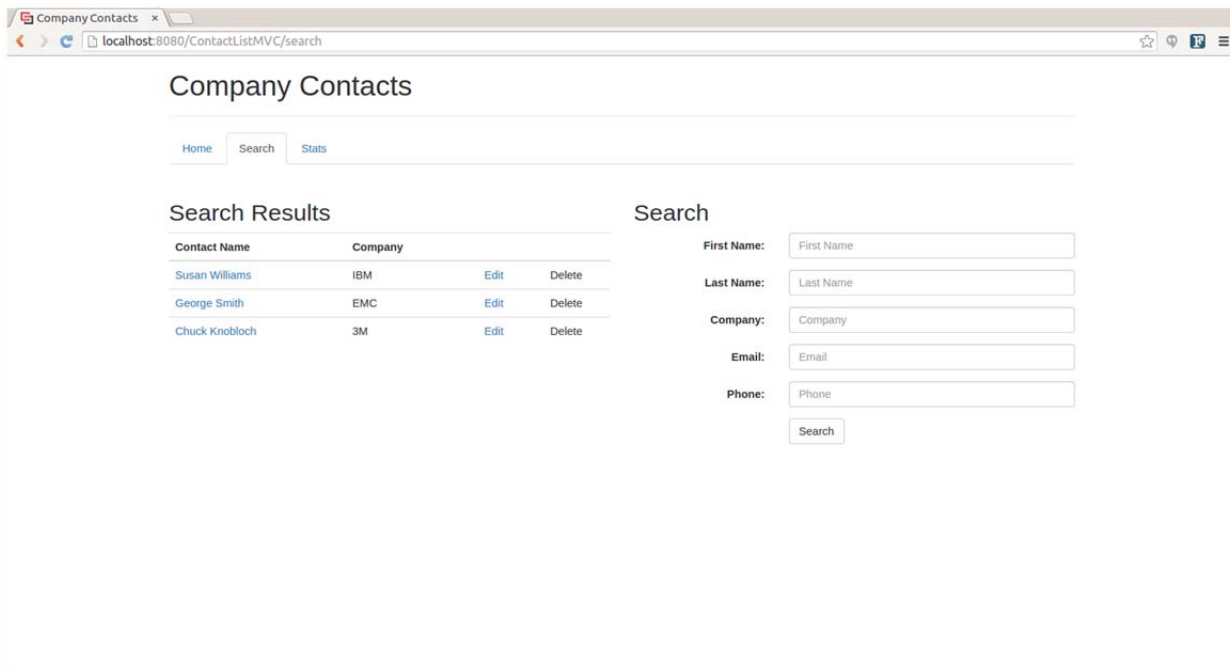 Company Contacts
localhost:8080/ContactListMVC/search
Company Contacts
Home Search Stats
Search Results
Contact Name Company
Susan Williams IBM Edit Delete
George Smith EMC Edit Delete
Chuck Knobloch 3M Edit Delete
Search
First Name: First Name
Last Name: Last Name
Company: Company
Email: Email
Phone: Phone
Search